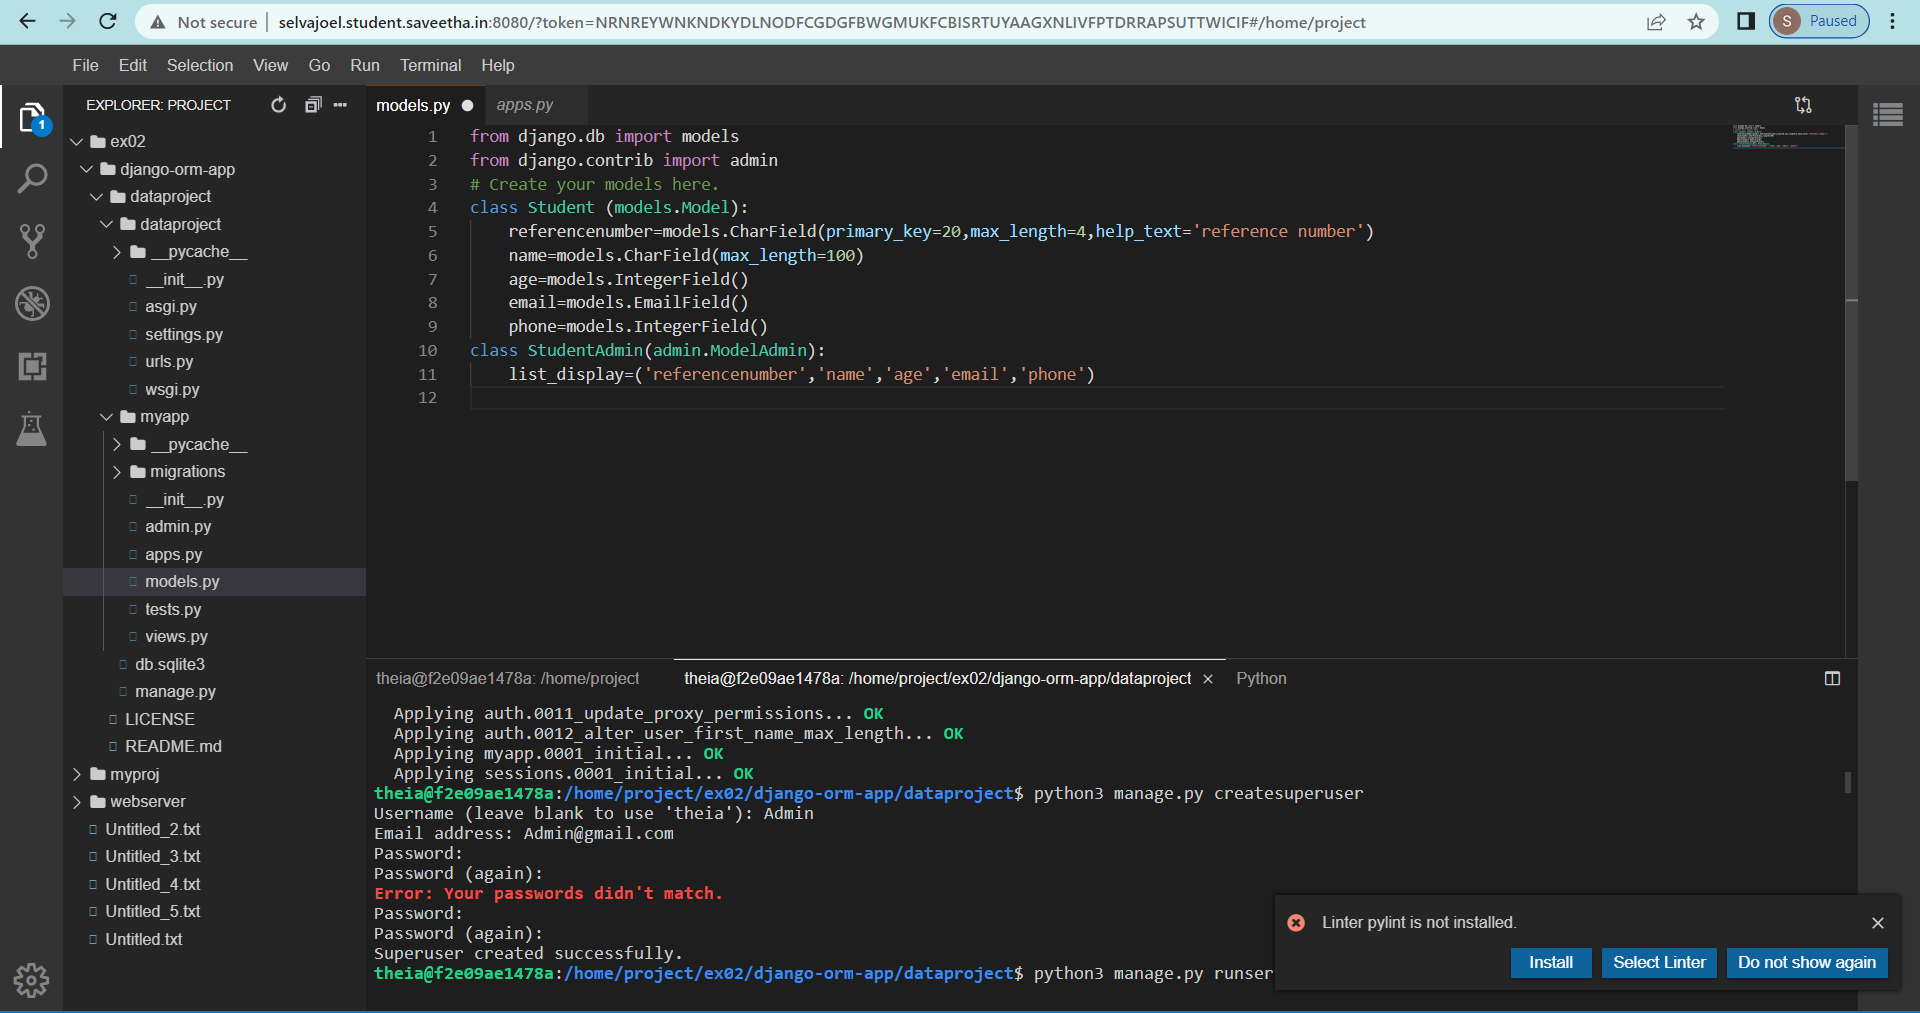 Not secure | selvajoel.student.saveetha.in:8080/?token=NRNREYWNKNDKYDLNODFCGDGFBWGMUKFCBISRTUYAAGXNLIVFPTDRRAPSUTTWICIF#/home/project
S Paused
File Edit Selection View Go Run Terminal Help
EXPLORER: PROJECT
1
ex02
django-orm-app
dataproject
dataproject
__pycache__
__init__.py
asgi.py
settings.py
urls.py
wsgi.py
myapp
__pycache__
migrations
__init__.py
admin.py
apps.py
models.py
tests.py
views.py
db.sqlite3
manage.py
LICENSE
README.md
myproj
webserver
Untitled_2.txt
Untitled_3.txt
Untitled_4.txt
Untitled_5.txt
Untitled.txt
models.py apps.py
1 from django.db import models
2 from django.contrib import admin
3 # Create your models here.
4 class Student (models.Model):
5 referencenumber=models.CharField(primary_key=20,max_length=4,help_text='reference number')
6 name=models.CharField(max_length=100)
7 age=models.IntegerField()
8 email=models.EmailField()
9 phone=models.IntegerField()
10 class StudentAdmin(admin.ModelAdmin):
11 list_display=('referencenumber','name','age','email','phone')
12
theia@f2e09ae1478a: /home/project theia@f2e09ae1478a: /home/project/ex02/django-orm-app/dataproject × Python
Applying auth.0011_update_proxy_permissions... OK
Applying auth.0012_alter_user_first_name_max_length... OK
Applying myapp.0001_initial... OK
Applying sessions.0001_initial... OK
theia@f2e09ae1478a:/home/project/ex02/django-orm-app/dataproject$ python3 manage.py createsuperuser
Username (leave blank to use 'theia'): Admin
Email address: Admin@gmail.com
Password:
Password (again):
Error: Your passwords didn't match.
Password:
Password (again):
Superuser created successfully.
theia@f2e09ae1478a:/home/project/ex02/django-orm-app/dataproject$ python3 manage.py runser
Linter pylint is not installed.
Install Select Linter Do not show again